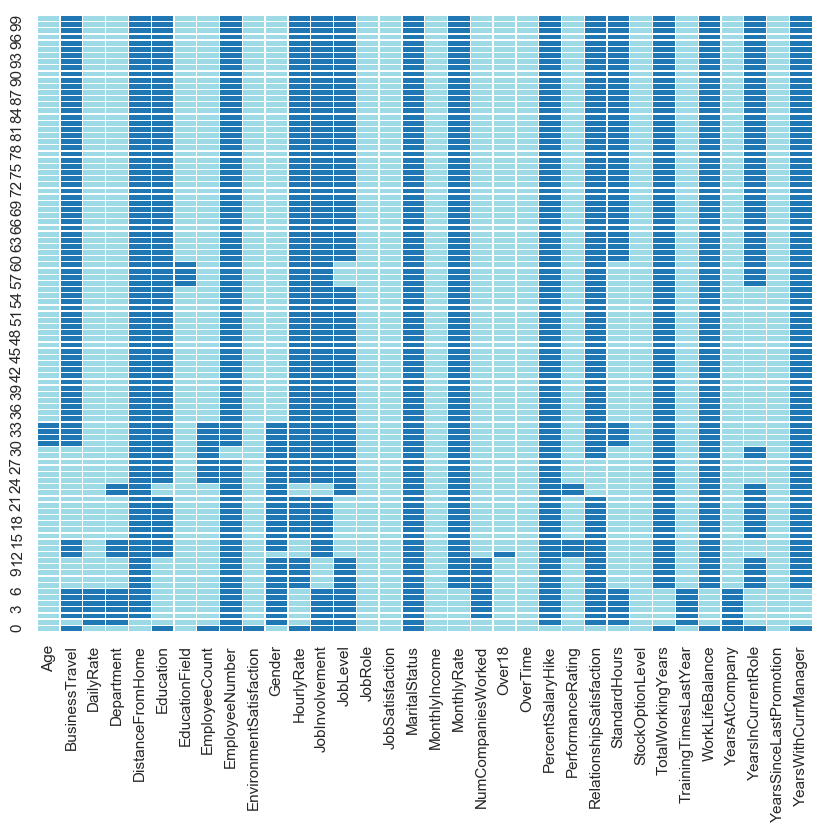 99
96
93
90
87
84
81
78
75
72
69
66
63
60
57
54
51
48
45
42
39
36
33
30
27
24
21
18
15
12
9
6
3
0
Age
BusinessTravel
DailyRate
Department
DistanceFromHome
Education
EducationField
EmployeeCount
EmployeeNumber
EnvironmentSatisfaction
Gender
HourlyRate
JobInvolvement
JobLevel
JobRole
JobSatisfaction
MaritalStatus
MonthlyIncome
MonthlyRate
NumCompaniesWorked
Over18
OverTime
PercentSalaryHike
PerformanceRating
RelationshipSatisfaction
StandardHours
StockOptionLevel
TotalWorkingYears
TrainingTimesLastYear
WorkLifeBalance
YearsAtCompany
YearsInCurrentRole
YearsSinceLastPromotion
YearsWithCurrManager